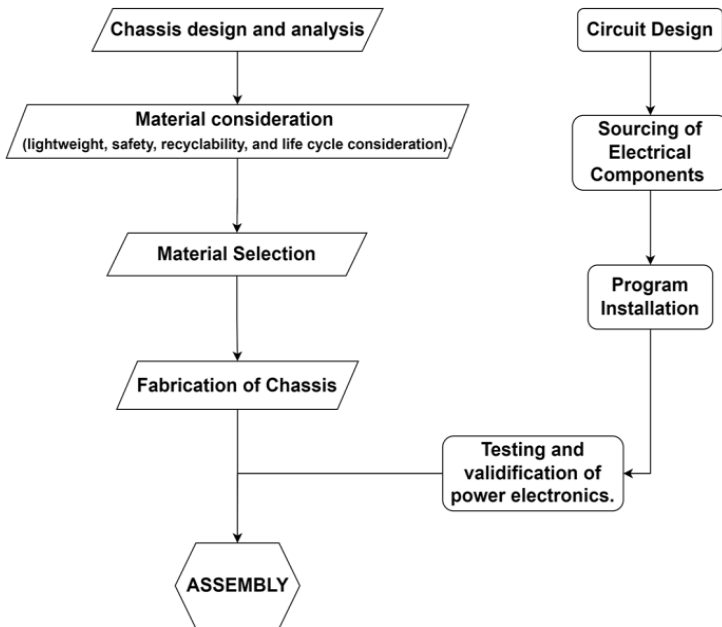 Chassis design and analysis
Material consideration
(lightweight, safety, recyclability, and life cycle consideration).
Material Selection
Fabrication of Chassis
Circuit Design
Sourcing of
Electrical
Components
Program
Installation
Testing and
validification of
power electronics.
ASSEMBLY